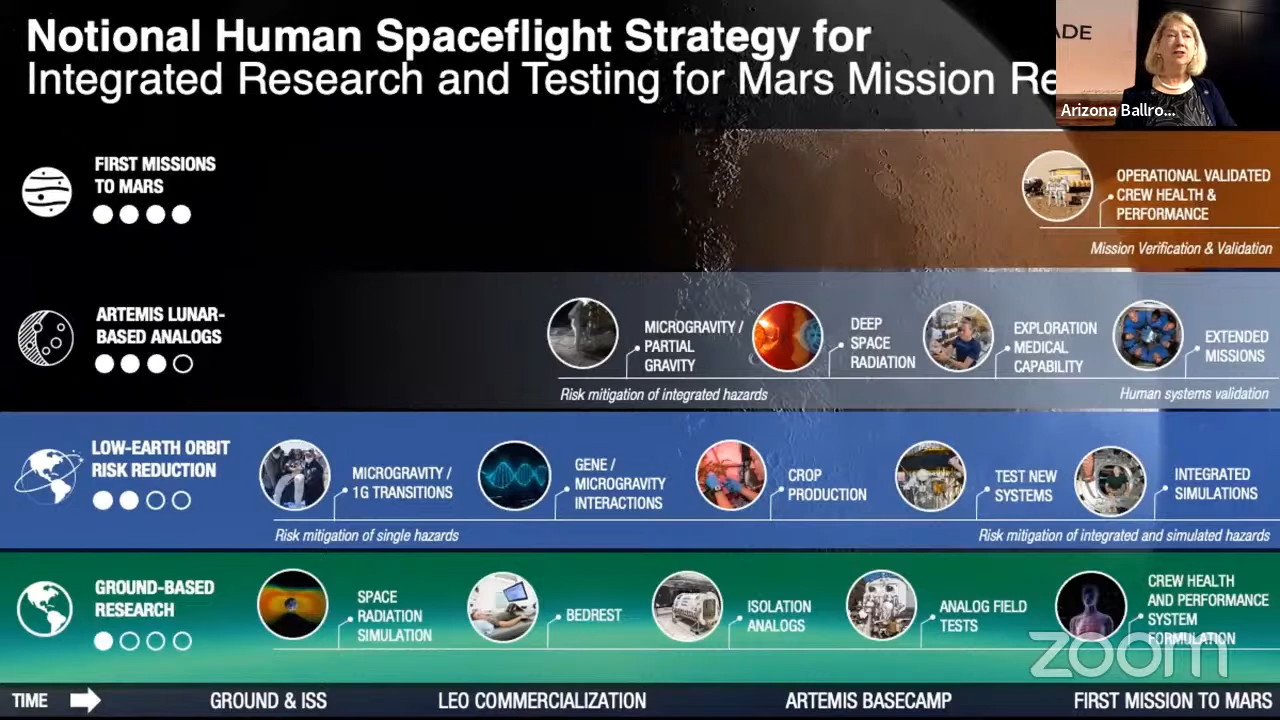 Notional Human Spaceflight Strategy for
Integrated Research and Testing for Mars Mission Re
ADE
Arizona Ballro...
FIRST MISSIONS
TO MARS
OPERATIONAL VALIDATED
CREW HEALTH &
PERFORMANCE
Mission Verification & Validation
ARTEMIS LUNAR-
BASED ANALOGS
MICROGRAVITY /
PARTIAL
GRAVITY
DEEP
SPACE
RADIATION
EXPLORATION
MEDICAL
CAPABILITY
EXTENDED
MISSIONS
Risk mitigation of integrated hazards
Human systems validation
LOW-EARTH ORBIT
RISK REDUCTION
MICROGRAVITY /
1G TRANSITIONS
GENE /
MICROGRAVITY
INTERACTIONS
CROP
PRODUCTION
TEST NEW
SYSTEMS
INTEGRATED
SIMULATIONS
Risk mitigation of single hazards
Risk mitigation of integrated and simulated hazards
GROUND-BASED
RESEARCH
SPACE
RADIATION
SIMULATION
BEDREST
ISOLATION
ANALOGS
ANALOG FIELD
TESTS
CREW HEALTH
AND PERFORMANCE
SYSTEM
FORMULATION
zoom
TIME
GROUND & ISS
LEO COMMERCIALIZATION
ARTEMIS BASECAMP
FIRST MISSION TO MARS